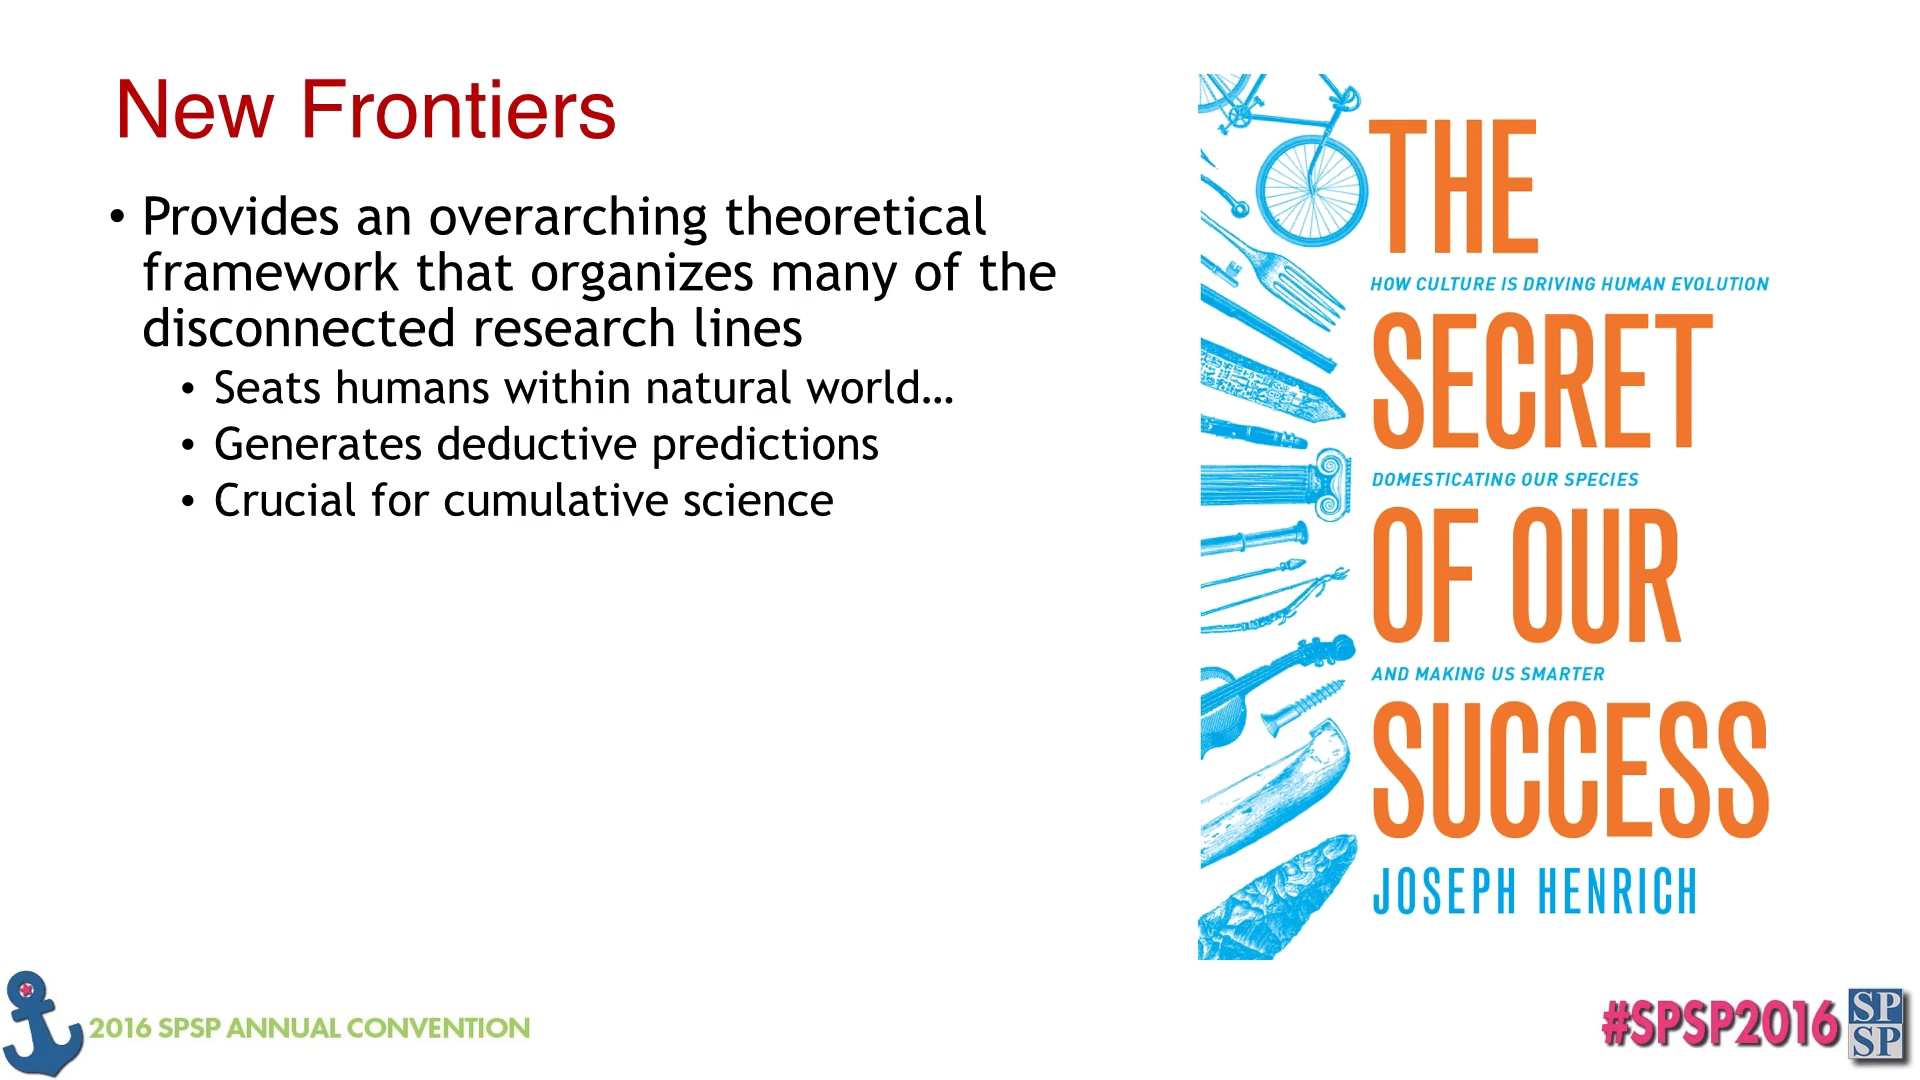 New Frontiers
• Provides an overarching theoretical
framework that organizes many of the
disconnected research lines
• Seats humans within natural world…
• Generates deductive predictions
• Crucial for cumulative science
THE
HOW CULTURE IS DRIVING HUMAN EVOLUTION
SECRET
DOMESTICATING OUR SPECIES
OF OUR
AND MAKING US SMARTER
SUCCESS
JOSEPH HENRICH
2016 SPSP ANNUAL CONVENTION
#SPSP2016
SP
SP